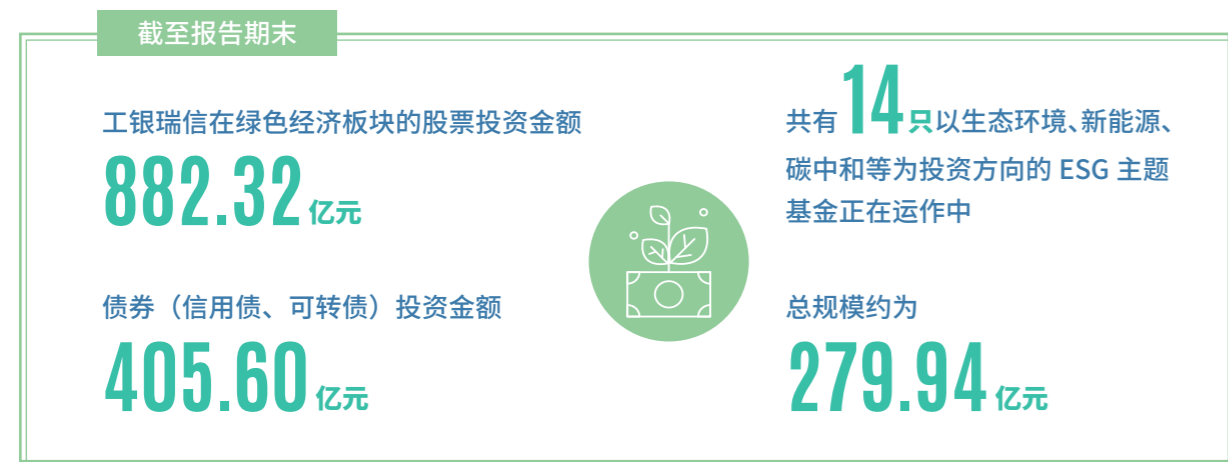 截至报告期末
工银瑞信在绿色经济板块的股票投资金额
882.32亿元
债券（信用债、可转债）投资金额
405.60亿元
共有14只以生态环境、新能源、
碳中和等为投资方向的 ESG 主题
基金正在运作中
总规模约为
279.94亿元